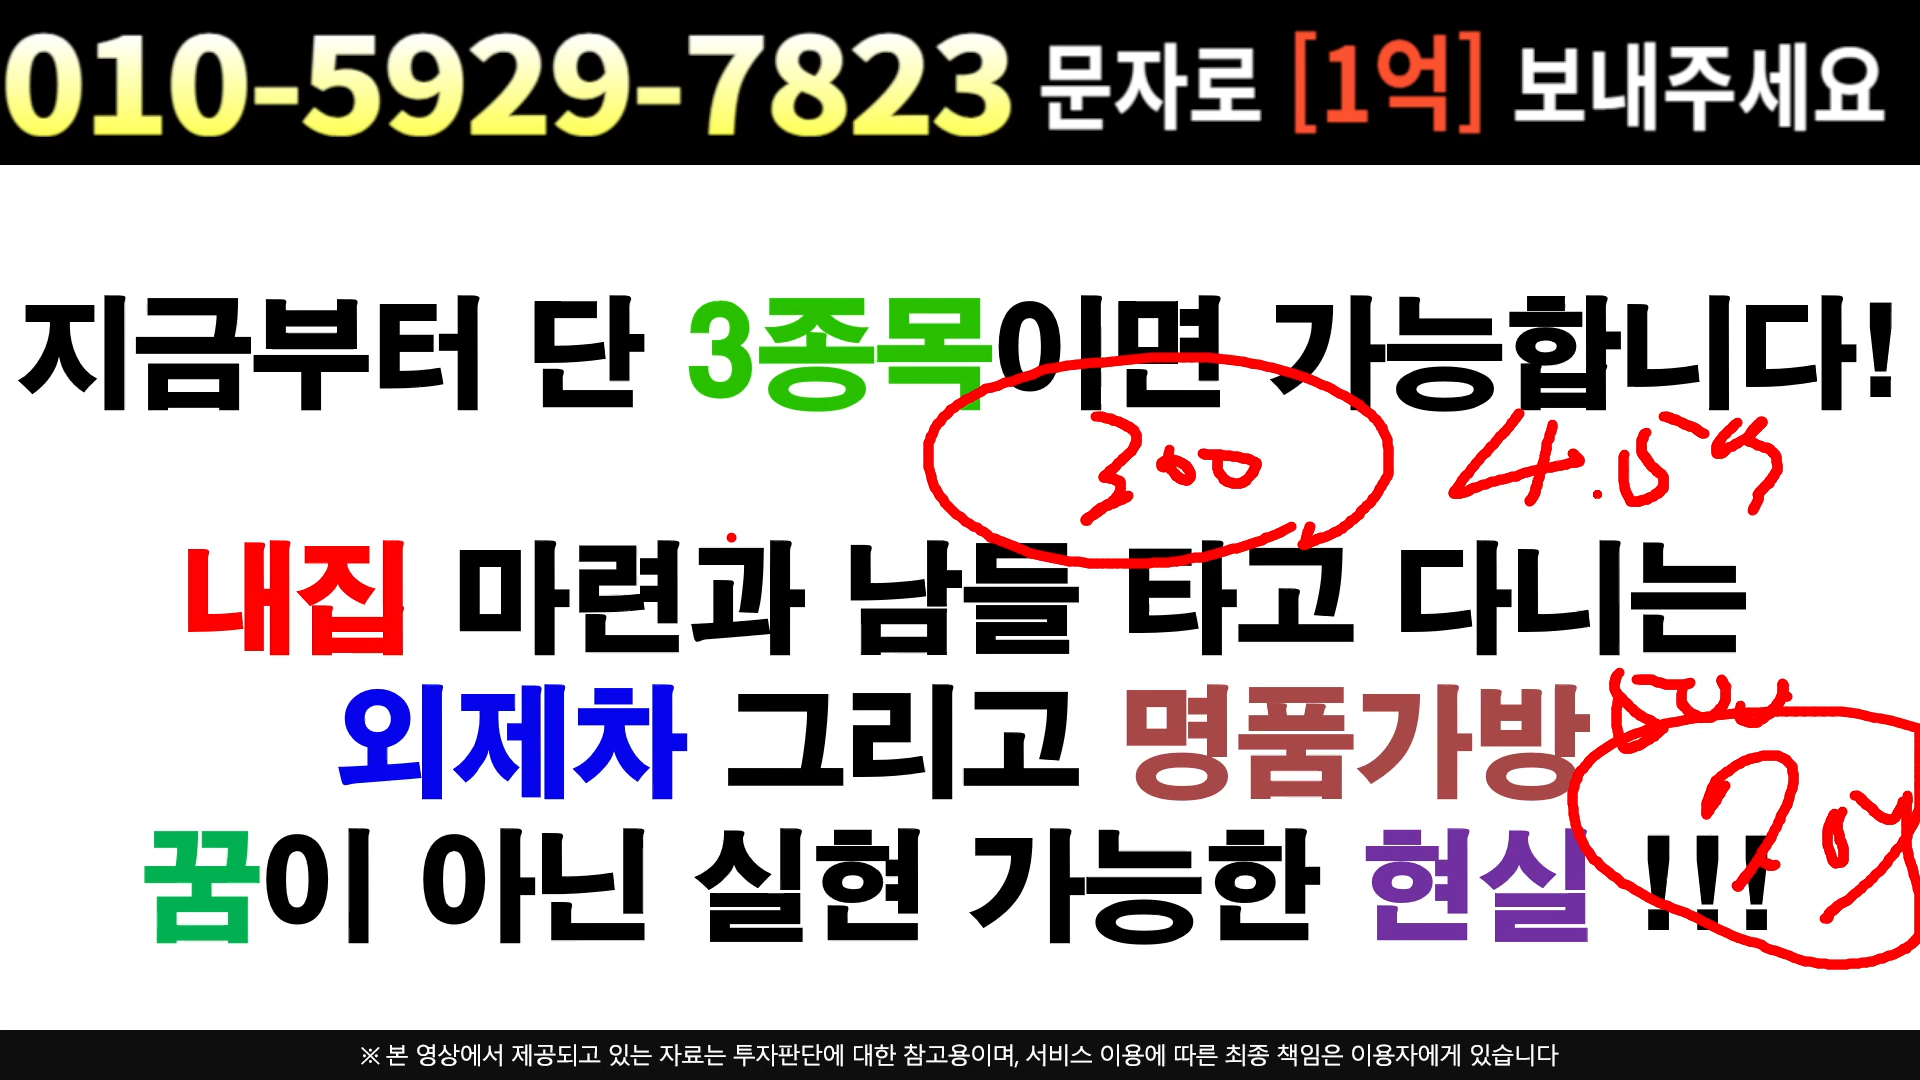 010-5929-7823 문자로 [1억] 보내주세요
지금부터 단 3종목이면 가능합니다!
300
4.5억
내집 마련과 남들 타고 다니는
외제차 그리고 명품가방
500
꿈이 아닌 실현 가능한 현실 !!!
※ 본 영상에서 제공되고 있는 자료는 투자판단에 대한 참고용이며, 서비스 이용에 따른 최종 책임은 이용자에게 있습니다